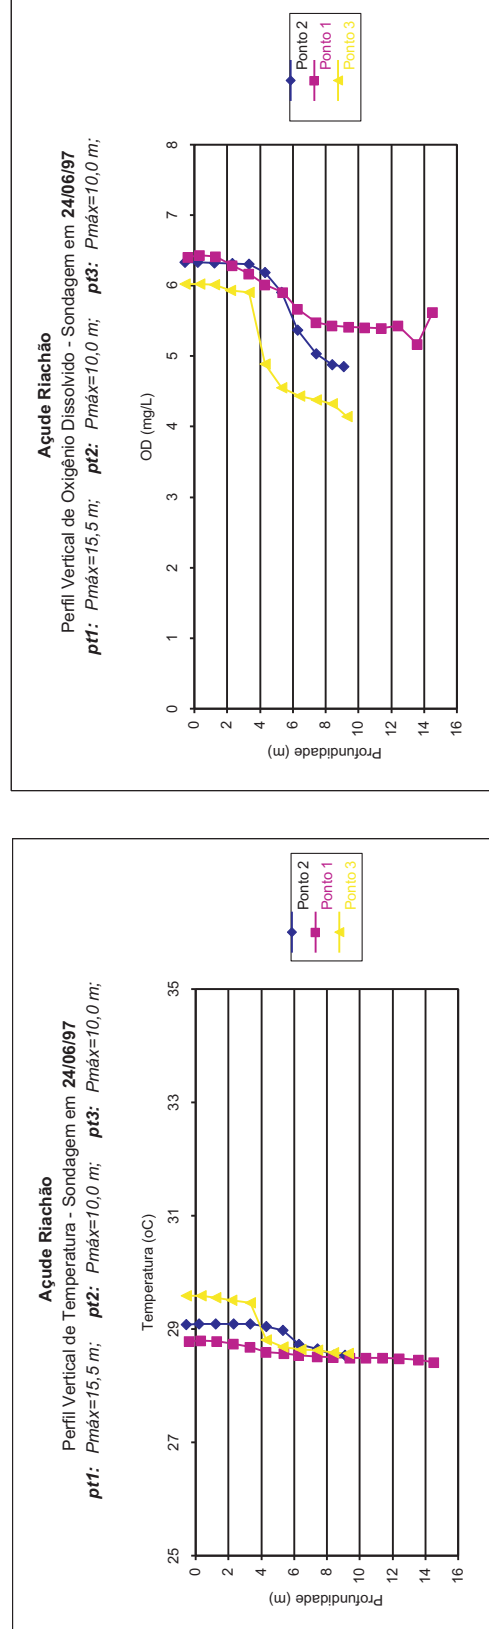 Açude Riachão
Perfil Vertical de Temperatura - Sondagem em 24/06/97
pt1: Pmáx=15,5 m; pt2: Pmáx=10,0 m; pt3: Pmáx=10,0 m;
Temperatura (oC)
25 27 29 31 33 35
0
2
4
6
8
10
12
14
16
Profundidade (m)
Ponto 2
Ponto 1
Ponto 3
Açude Riachão
Perfil Vertical de Oxigênio Dissolvido - Sondagem em 24/06/97
pt1: Pmáx=15,5 m; pt2: Pmáx=10,0 m; pt3: Pmáx=10,0 m;
OD (mg/L)
0 1 2 3 4 5 6 7 8
0
2
4
6
8
10
12
14
16
Profundidade (m)
Ponto 2
Ponto 1
Ponto 3